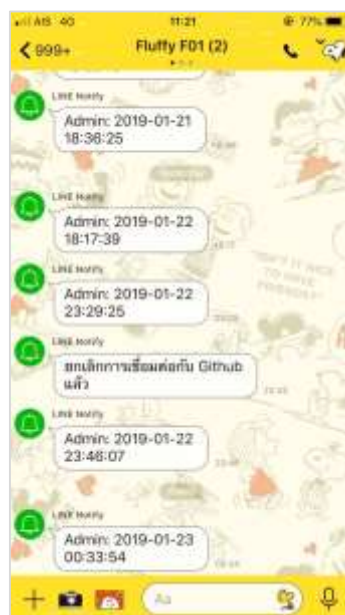 AIS 4G 11:21 77%
999+ Fluffy F01 (2)
LINE Notify
Admin: 2019-01-21
18:36:25
LINE Notify
Admin: 2019-01-22
18:17:39
LINE Notify
Admin: 2019-01-22
23:29:25
LINE Notify
ยกเลิกการเชื่อมต่อกับ Github
แล้ว
LINE Notify
Admin: 2019-01-22
23:46:07
LINE Notify
Admin: 2019-01-23
00:33:54
Aa